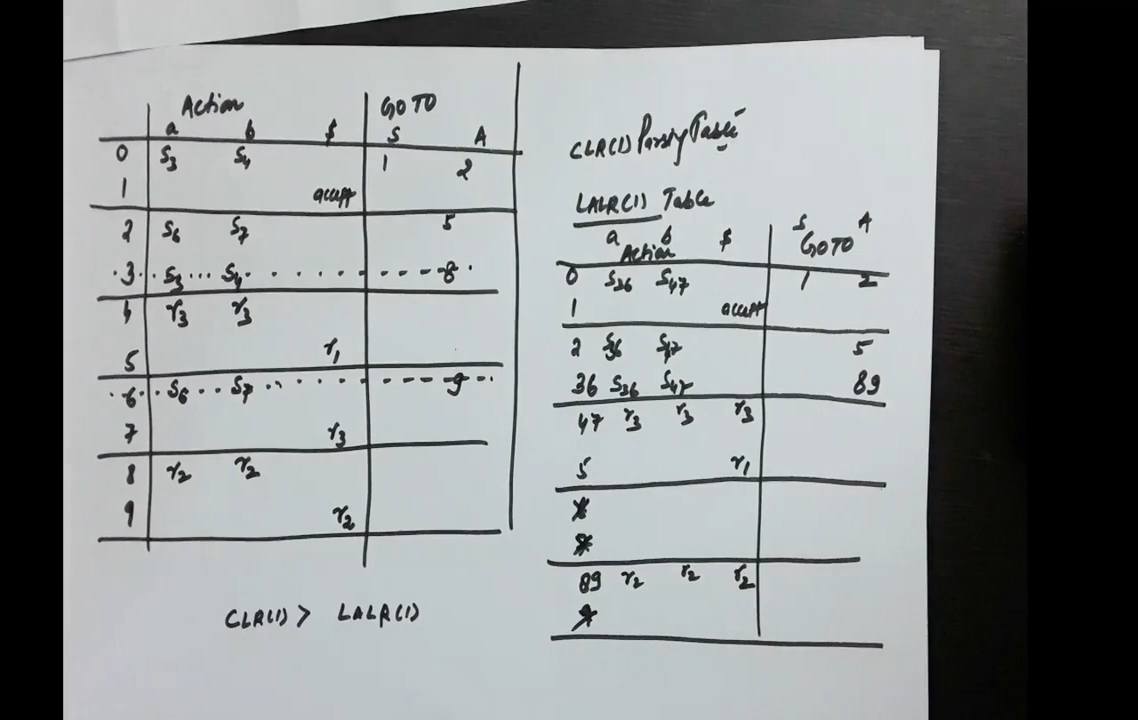 Action GOTO
a b $ S A
0 S3 S4 1 2
1 accept
2 S6 S7 5
3 S3 S4 8
4 r3 r3
5 r1
6 S6 S7 9
7 r3
8 r2 r2
9 r2
CLR(1) > LALR(1)
CLR(1) Parsing Table
LALR(1) Table
a b $ S A
Action GOTO
0 S36 S47 1 2
1 accept
2 S36 S47 5
36 S36 S47 89
47 r3 r3 r3
5 r1
89 r2 r2 r2